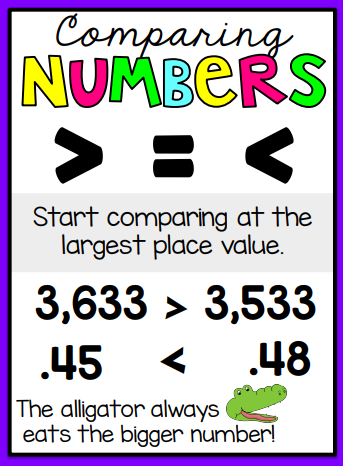 Comparing
NUMBERS
> = <
Start comparing at the
largest place value.
3,633 > 3,533
.45 < .48
The alligator always
eats the bigger number!